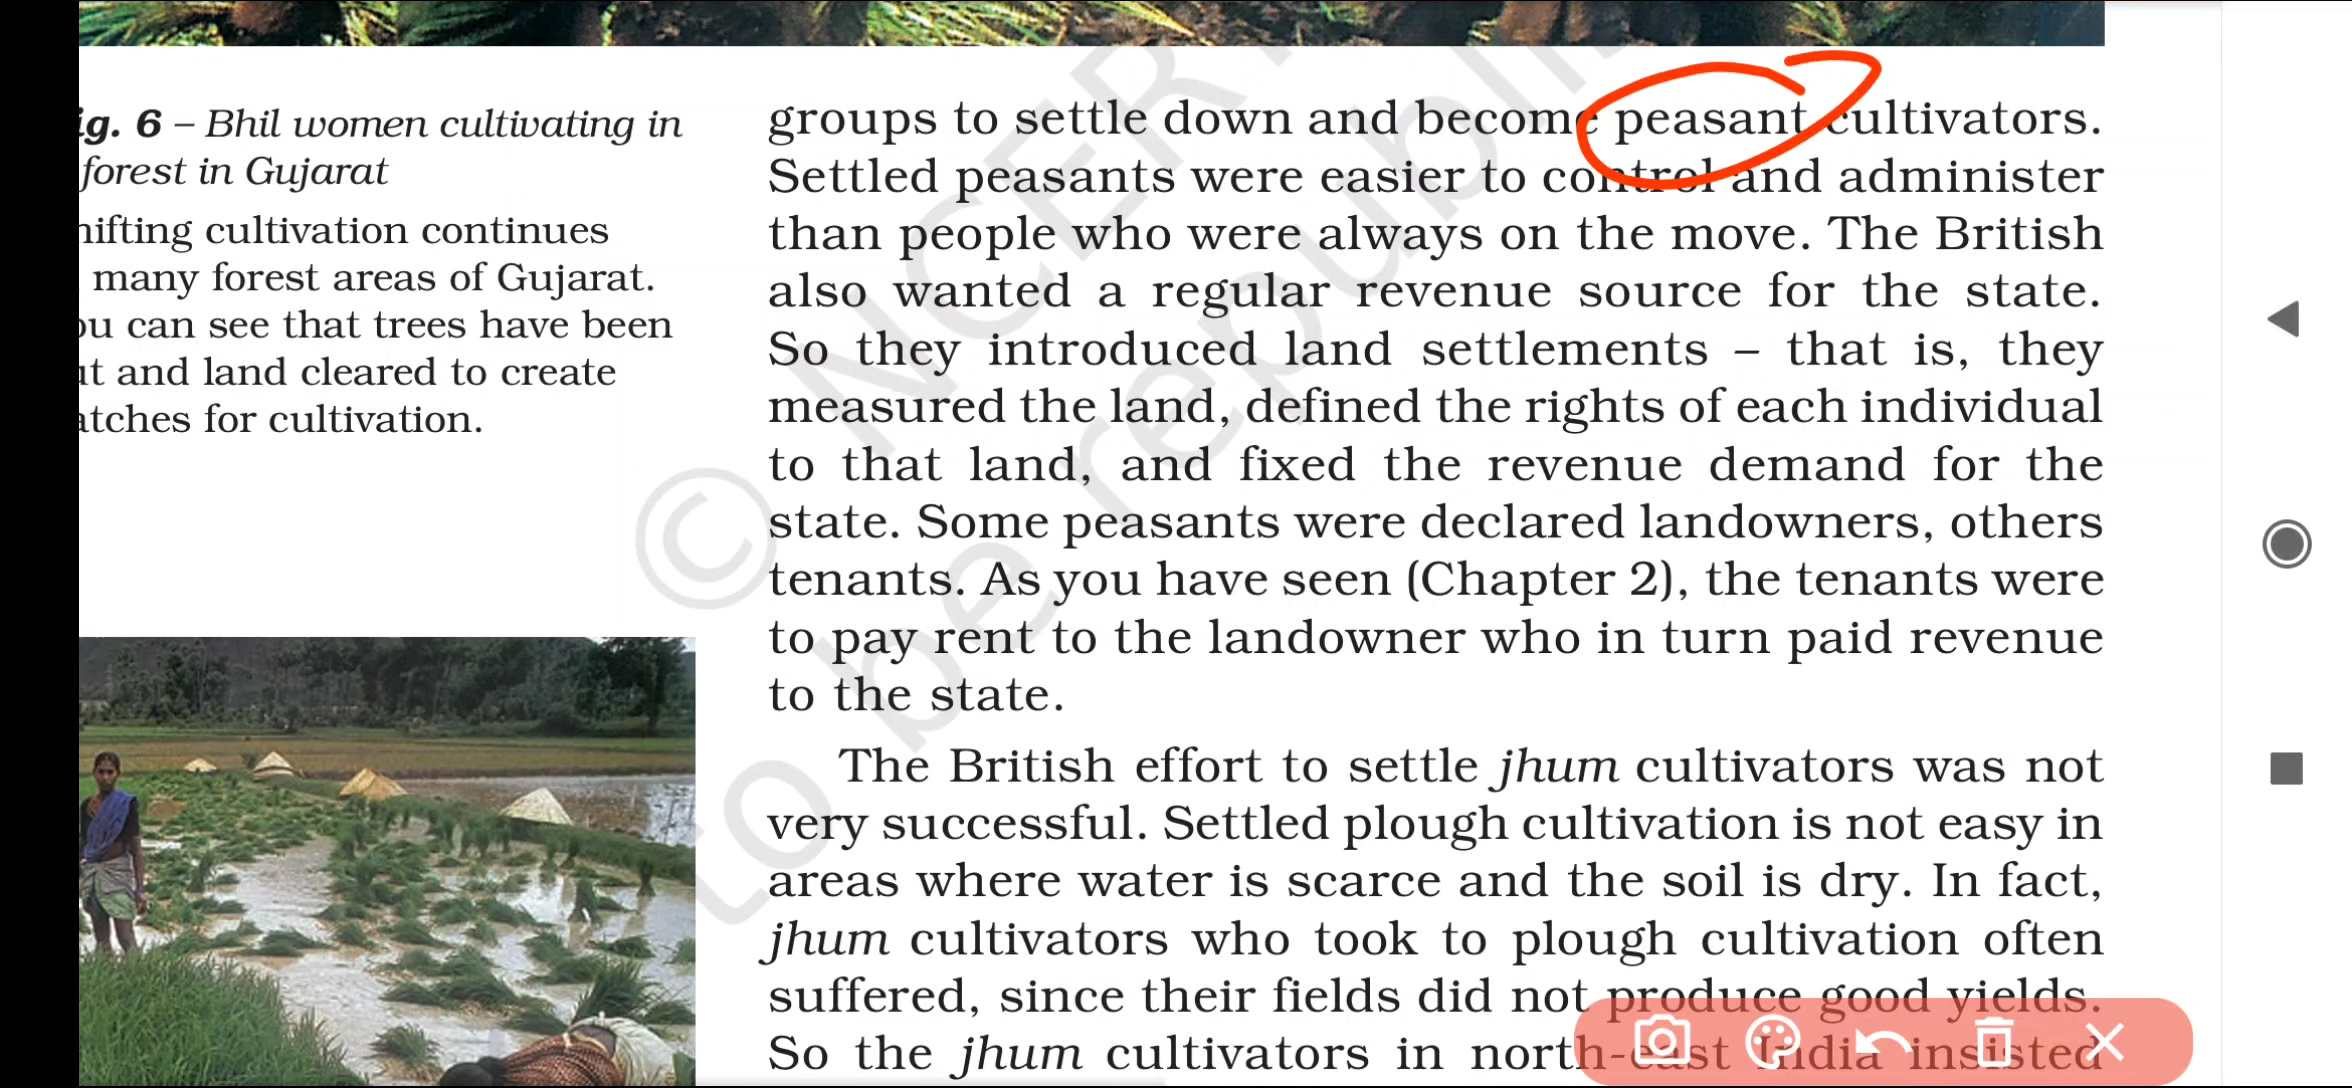 ig. 6 – Bhil women cultivating in
forest in Gujarat
hifting cultivation continues
many forest areas of Gujarat.
ou can see that trees have been
ut and land cleared to create
atches for cultivation.
groups to settle down and become peasant cultivators.
Settled peasants were easier to control and administer
than people who were always on the move. The British
also wanted a regular revenue source for the state.
So they introduced land settlements – that is, they
measured the land, defined the rights of each individual
to that land, and fixed the revenue demand for the
state. Some peasants were declared landowners, others
tenants. As you have seen (Chapter 2), the tenants were
to pay rent to the landowner who in turn paid revenue
to the state.
The British effort to settle jhum cultivators was not
very successful. Settled plough cultivation is not easy in
areas where water is scarce and the soil is dry. In fact,
jhum cultivators who took to plough cultivation often
suffered, since their fields did not produce good yields.
So the jhum cultivators in north-east India insisted
© NCER
to be republi